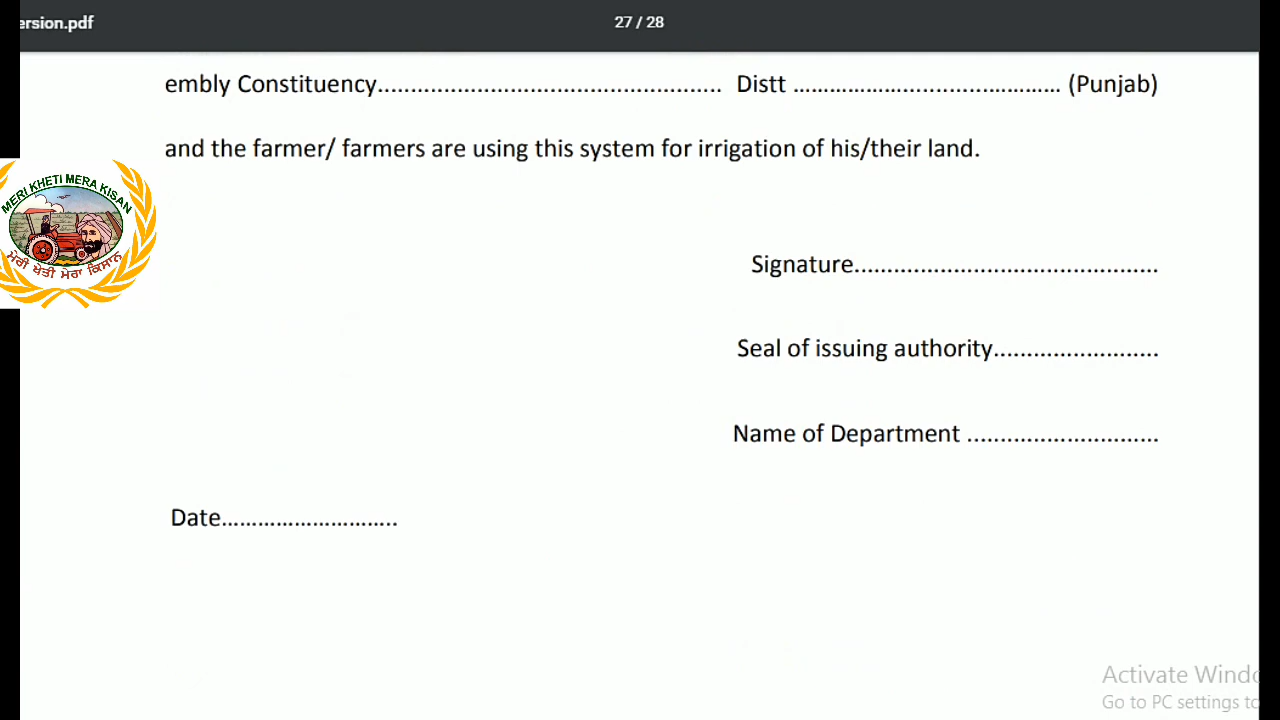 ersion.pdf
27 / 28
embly Constituency.................................................... Distt ........................................ (Punjab)
and the farmer/ farmers are using this system for irrigation of his/their land.
MERI KHETI MERA KISAN
ਮੇਰੀ ਖੇਤੀ ਮੇਰਾ ਕਿਸਾਨ
Signature..............................................
Seal of issuing authority.........................
Name of Department .............................
Date.............................
Activate Windo
Go to PC settings to